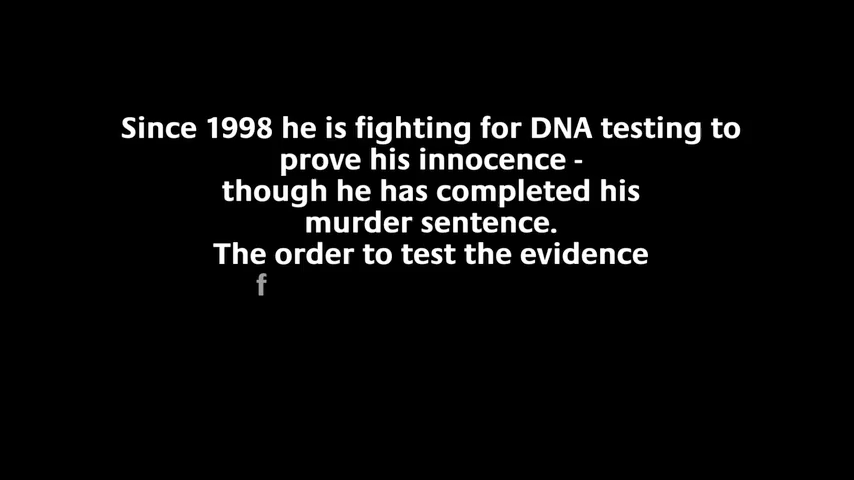 Since 1998 he is fighting for DNA testing to
prove his innocence -
though he has completed his
murder sentence.
The order to test the evidence
f